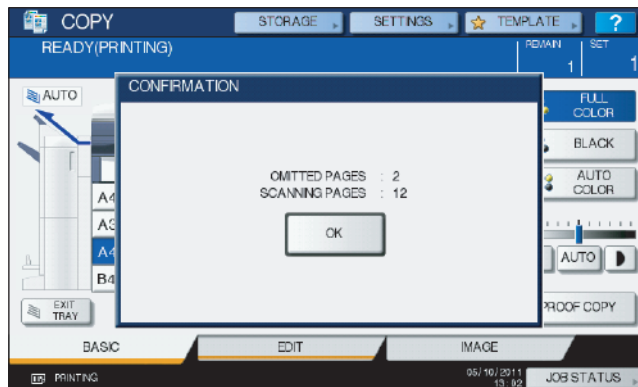 COPY
STORAGE
SETTINGS
TEMPLATE
?
READY(PRINTING)
REMAIN
SET
1
1
AUTO
CONFIRMATION
FULL
COLOR
BLACK
OMITTED PAGES : 2
SCANNING PAGES : 12
AUTO
COLOR
A4
OK
A3
A4
AUTO
B4
EXIT
TRAY
PROOF COPY
BASIC
EDIT
IMAGE
PRINTING
05/10/2011
13:02
JOB STATUS